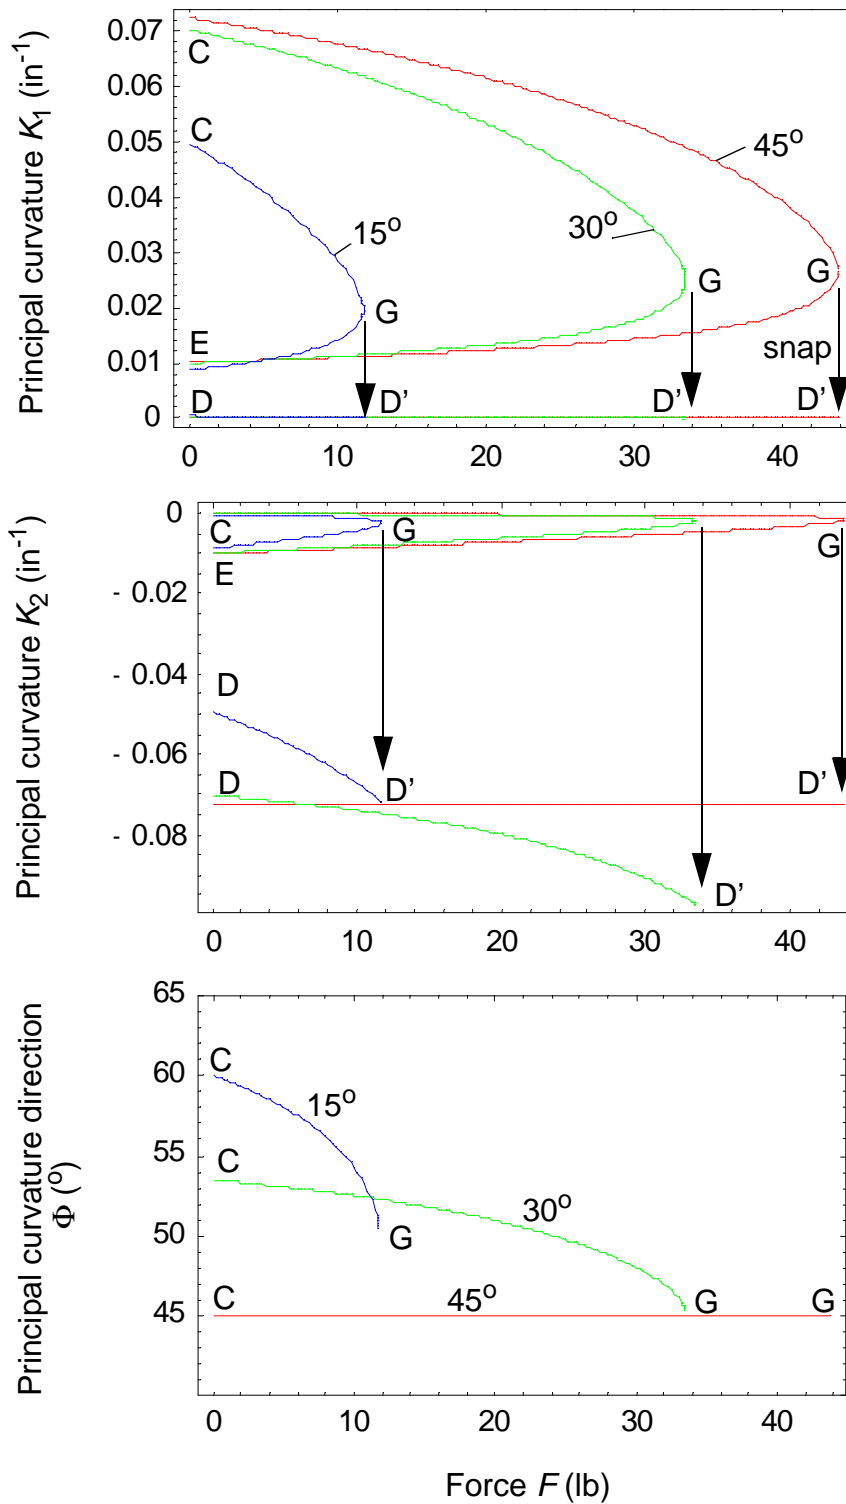 Principal curvature K1 (in-1)
0.07
0.06
0.05
0.04
0.03
0.02
0.01
0
C
C
45o
15o
30o
G
G
G
E
snap
D
D’
D’
D’
0
10
20
30
40
Principal curvature K2 (in-1)
0
- 0.02
- 0.04
- 0.06
- 0.08
C
G
G
E
D
D
D’
D’
D’
0
10
20
30
40
Principal curvature direction
Φ (o)
65
60
55
50
45
C
15o
C
30o
G
C
45o
G
G
0
10
20
30
40
Force F (lb)